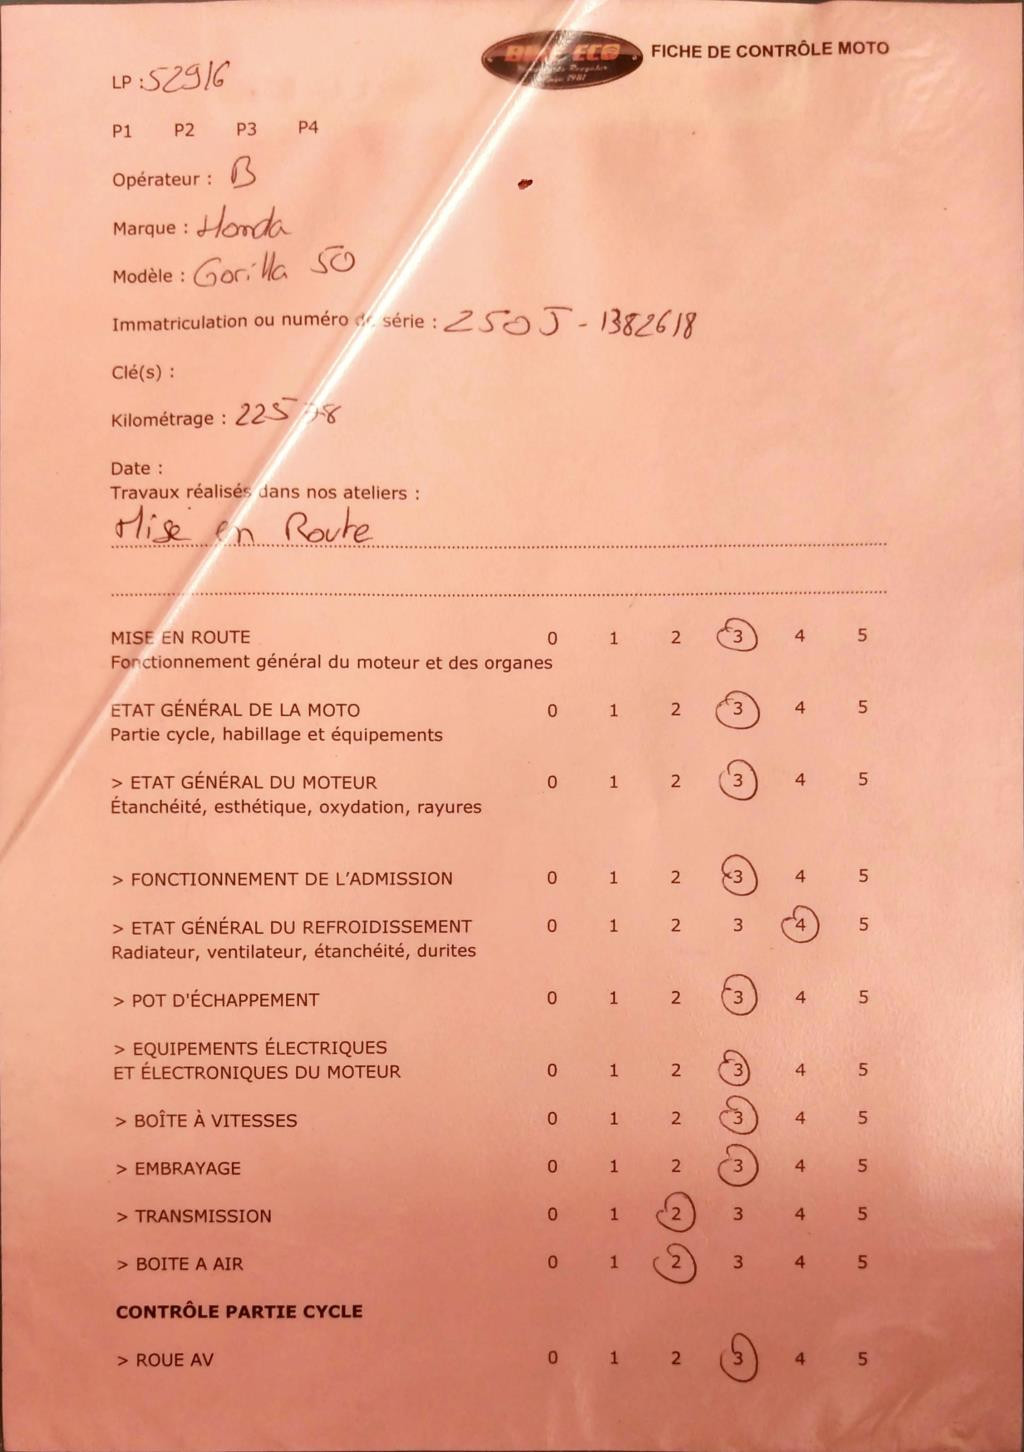 BIKE ECO
FICHE DE CONTRÔLE MOTO
LP : 52916
P1 P2 P3 P4
Opérateur : B
Marque : Honda
Modèle : Gorilla 50
Immatriculation ou numéro de série : Z50J - 1382618
Clé(s) :
Kilométrage :
Date :
Travaux réalisés dans nos ateliers :
Mise en Route
MISE EN ROUTE 0 1 2 3 4 5
Fonctionnement général du moteur et des organes
ETAT GÉNÉRAL DE LA MOTO 0 1 2 3 4 5
Partie cycle, habillage et équipements
> ETAT GÉNÉRAL DU MOTEUR 0 1 2 3 4 5
Étanchéité, esthétique, oxydation, rayures
> FONCTIONNEMENT DE L'ADMISSION 0 1 2 3 4 5
> ETAT GÉNÉRAL DU REFROIDISSEMENT 0 1 2 3 4 5
Radiateur, ventilateur, étanchéité, durites
> POT D'ÉCHAPPEMENT 0 1 2 3 4 5
> EQUIPEMENTS ÉLECTRIQUES
ET ÉLECTRONIQUES DU MOTEUR 0 1 2 3 4 5
> BOÎTE À VITESSES 0 1 2 3 4 5
> EMBRAYAGE 0 1 2 3 4 5
> TRANSMISSION 0 1 2 3 4 5
> BOITE A AIR 0 1 2 3 4 5
CONTRÔLE PARTIE CYCLE
> ROUE AV 0 1 2 3 4 5